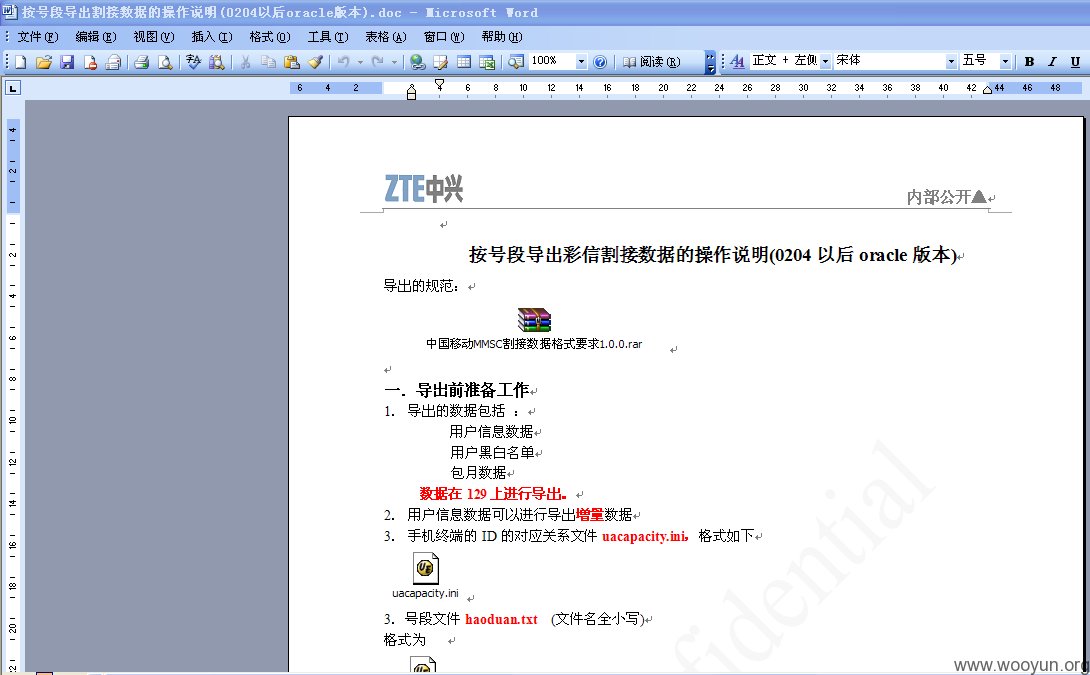 按号段导出割接数据的操作说明(0204以后oracle版本).doc - Microsoft Word
文件(F) 编辑(E) 视图(V) 插入(I) 格式(O) 工具(T) 表格(A) 窗口(W) 帮助(H)
100% 阅读(R) 正文 + 左侧 宋体 五号 B I U
6 4 2 2 4 6 8 10 12 14 16 18 20 22 24 26 28 30 32 34 36 38 40 42 44 46 48
ZTE中兴
内部公开▲
按号段导出彩信割接数据的操作说明(0204 以后 oracle 版本)
导出的规范：
中国移动MMSC割接数据格式要求1.0.0.rar
一．导出前准备工作
1. 导出的数据包括 ：
用户信息数据
用户黑白名单
包月数据
数据在 129 上进行导出。
2. 用户信息数据可以进行导出增量数据
3. 手机终端的 ID 的对应关系文件 uacapacity.ini，格式如下
uacapacity.ini
3. 号段文件 haoduan.txt (文件名全小写)
格式为
fidential
www.wooyun.org